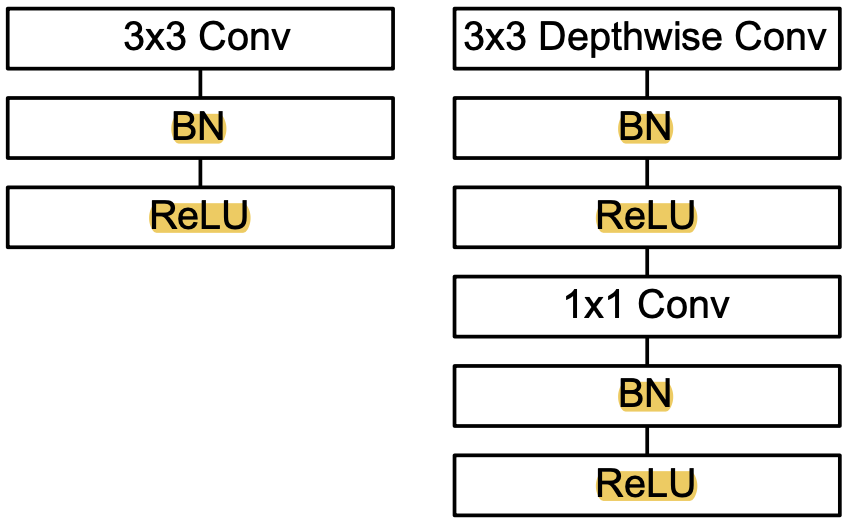 3x3 Conv
BN
ReLU
3x3 Depthwise Conv
BN
ReLU
1x1 Conv
BN
ReLU